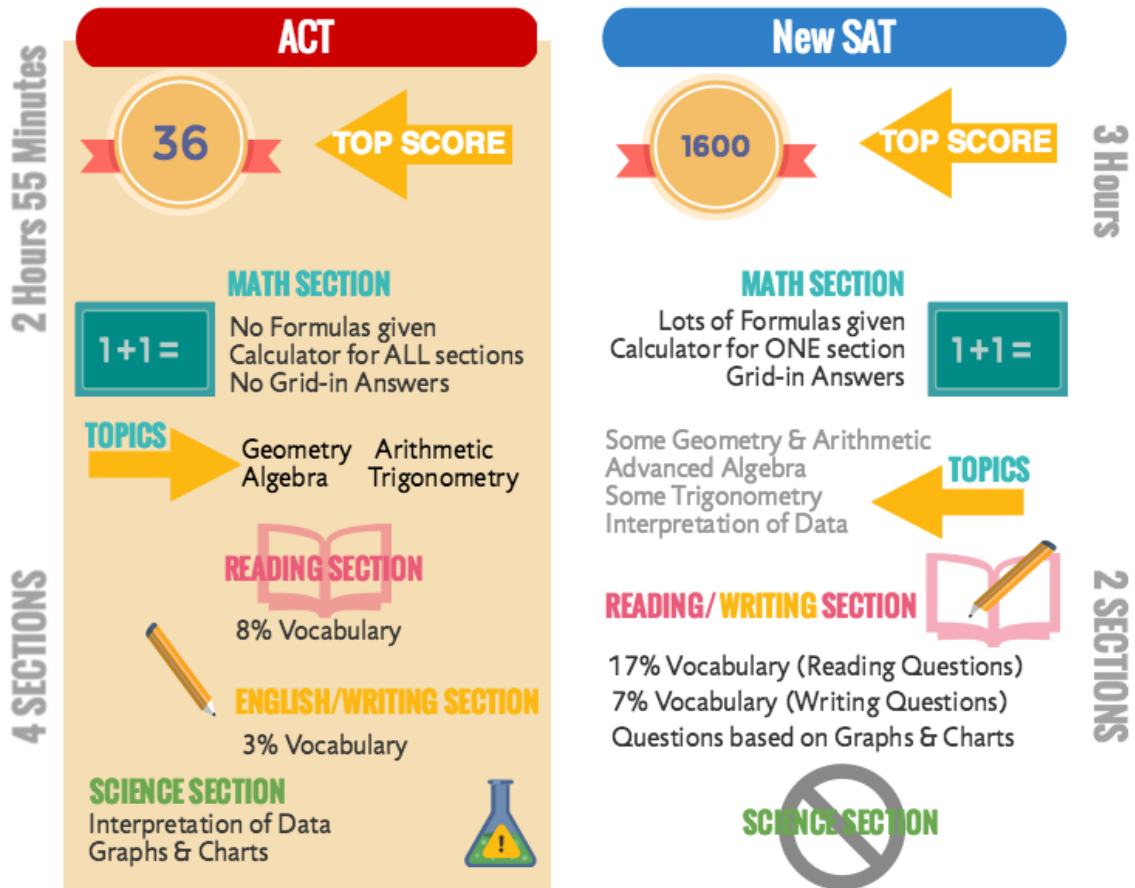 ACT
2 Hours 55 Minutes
36
TOP SCORE
MATH SECTION
1+1=
No Formulas given
Calculator for ALL sections
No Grid-in Answers
TOPICS
Geometry Arithmetic
Algebra Trigonometry
4 SECTIONS
READING SECTION
8% Vocabulary
ENGLISH/WRITING SECTION
3% Vocabulary
SCIENCE SECTION
Interpretation of Data
Graphs & Charts
New SAT
1600
TOP SCORE
3 Hours
MATH SECTION
Lots of Formulas given
Calculator for ONE section
Grid-in Answers
1+1=
Some Geometry & Arithmetic
Advanced Algebra
Some Trigonometry
Interpretation of Data
TOPICS
READING/ WRITING SECTION
2 SECTIONS
17% Vocabulary (Reading Questions)
7% Vocabulary (Writing Questions)
Questions based on Graphs & Charts
SCIENCE SECTION